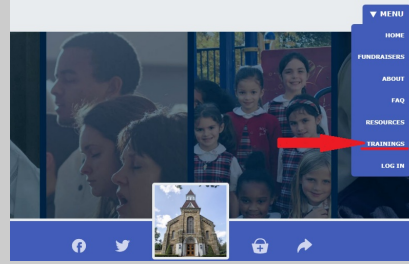 ▼ MENU
HOME
FUNDRAISERS
ABOUT
FAQ
RESOURCES
TRAININGS
LOG IN